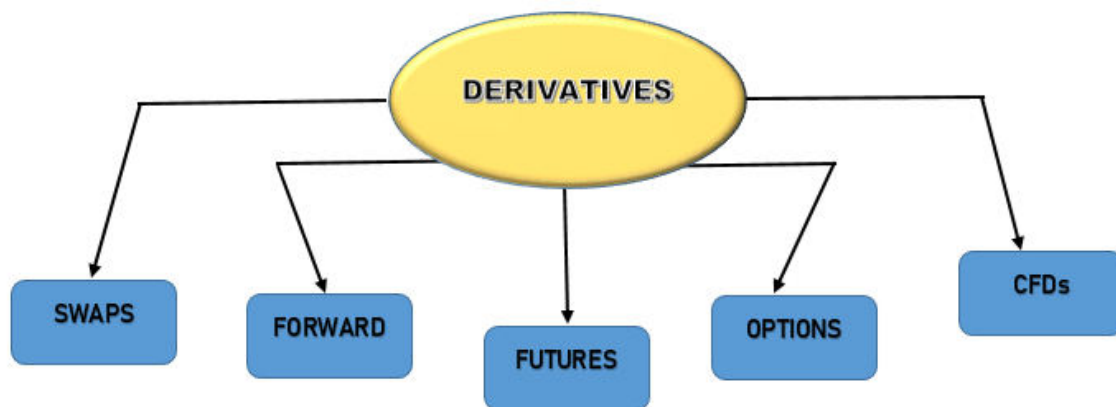 DERIVATIVES
SWAPS
FORWARD
FUTURES
OPTIONS
CFDs